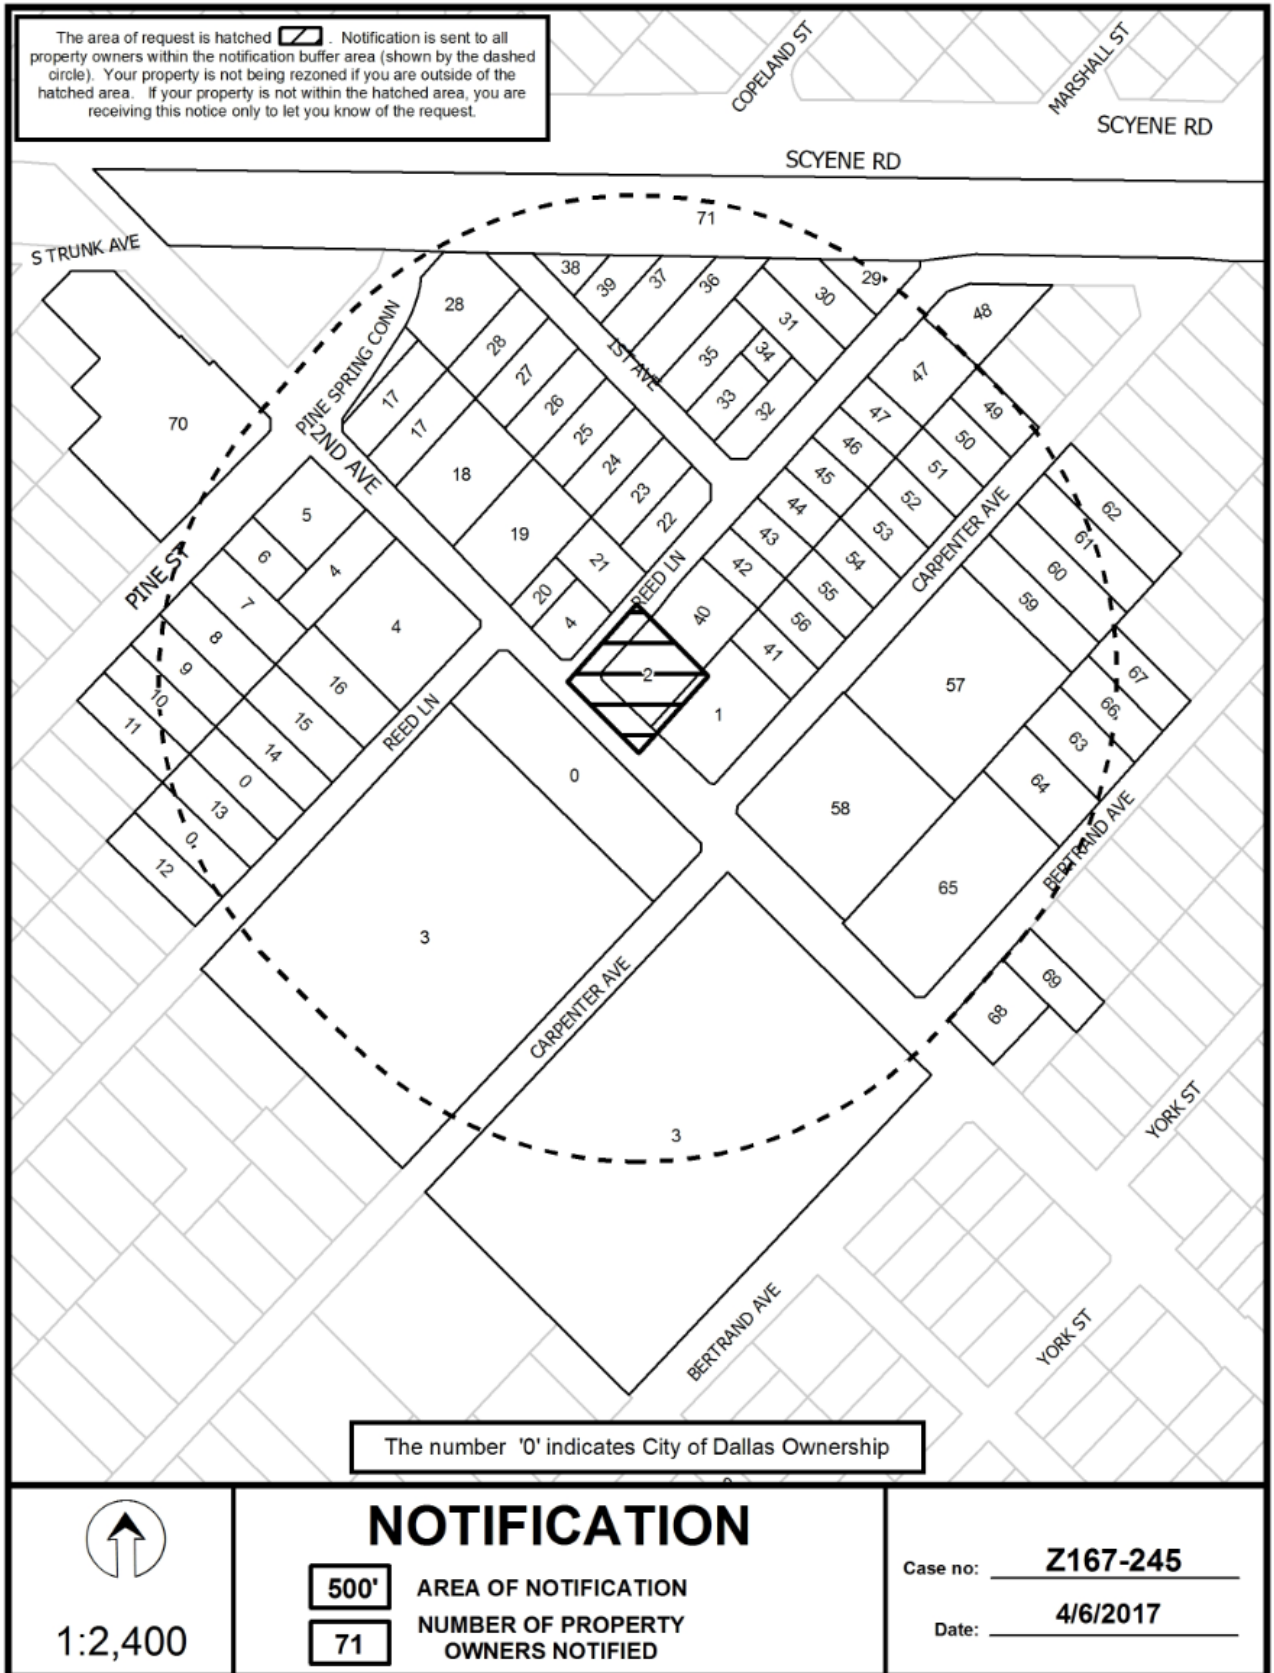 The area of request is hatched . Notification is sent to all
property owners within the notification buffer area (shown by the dashed
circle). Your property is not being rezoned if you are outside of the
hatched area. If your property is not within the hatched area, you are
receiving this notice only to let you know of the request.
COPELAND ST
MARSHALL ST
SCYENE RD
SCYENE RD
71
S TRUNK AVE
38
29
39
37
36
30
28
48
31
PINE SPRING CONN
28
1ST AVE
35
34
27
47
17
33
32
26
47
49
70
17
2ND AVE
25
46
50
24
45
51
18
23
44
52
62
5
22
43
53
CARPENTER AVE
61
19
6
4
21
42
54
60
PINE ST
20
REED LN
55
59
7
4
4
40
56
8
41
9
16
2
57
67
10
1
66
11
15
REED LN
63
14
0
0
64
13
58
0
BERTRAND AVE
12
65
3
69
CARPENTER AVE
68
3
YORK ST
BERTRAND AVE
YORK ST
The number '0' indicates City of Dallas Ownership
NOTIFICATION
500' AREA OF NOTIFICATION
71 NUMBER OF PROPERTY
OWNERS NOTIFIED
1:2,400
Case no: Z167-245
Date: 4/6/2017